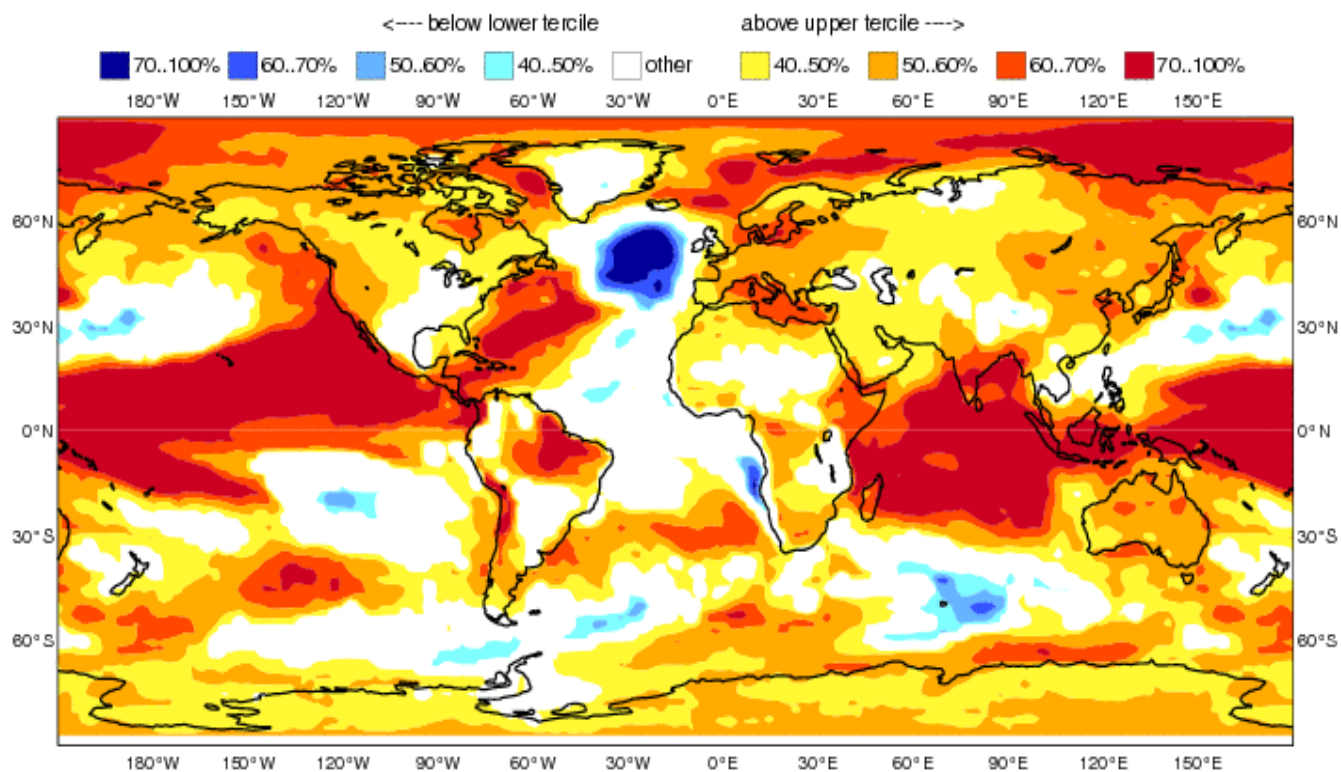 <---- below lower tercile above upper tercile ---->
70..100% 60..70% 50..60% 40..50% other 40..50% 50..60% 60..70% 70..100%
180°W 150°W 120°W 90°W 60°W 30°W 0°E 30°E 60°E 90°E 120°E 150°E
60°N 60°N
30°N 30°N
0°N 0°N
30°S 30°S
60°S 60°S
180°W 150°W 120°W 90°W 60°W 30°W 0°E 30°E 60°E 90°E 120°E 150°E